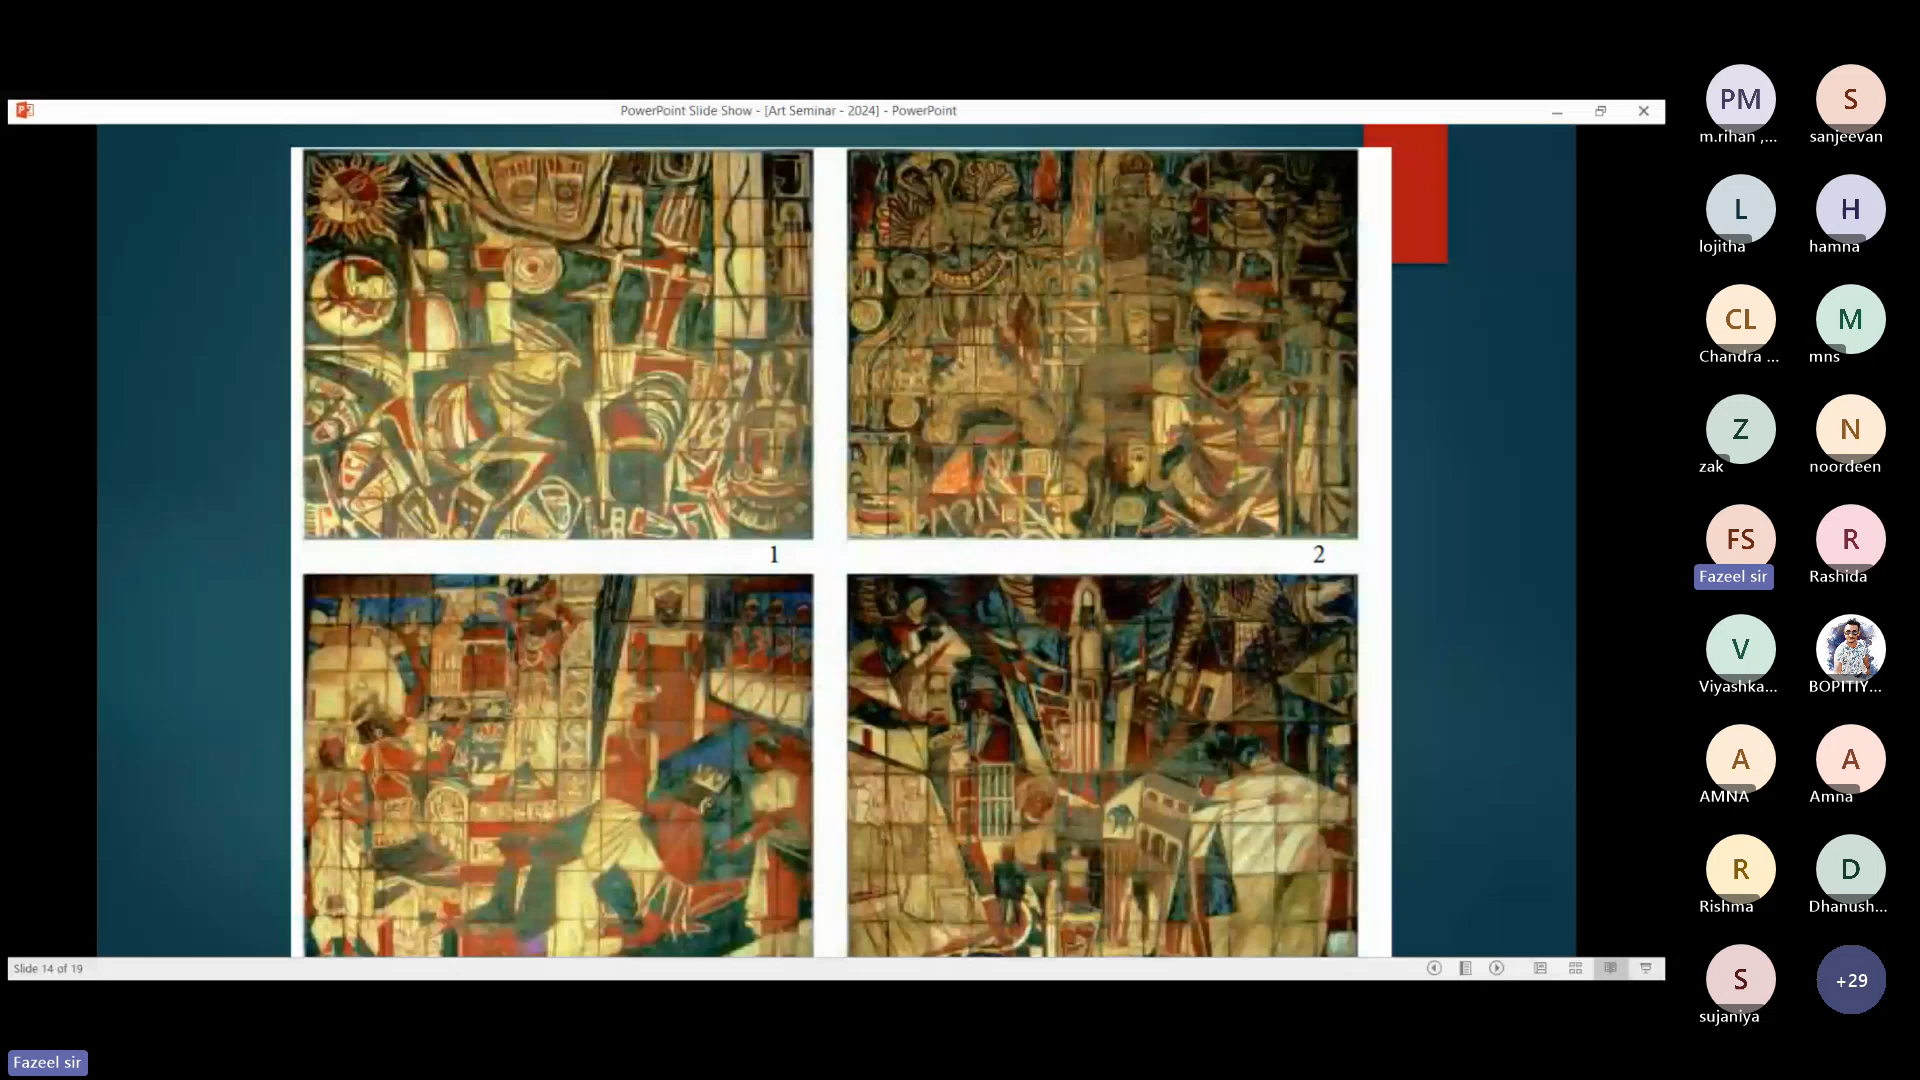 PowerPoint Slide Show - [Art Seminar - 2024] - PowerPoint
1
2
Slide 14 of 19
PM
m.rihan ,...
S
sanjeevan
L
lojitha
H
hamna
CL
Chandra ...
M
mns
Z
zak
N
noordeen
FS
Fazeel sir
R
Rashida
V
Viyashka...
BOPITIY...
A
AMNA
A
Amna
R
Rishma
D
Dhanush...
S
sujaniya
+29
Fazeel sir